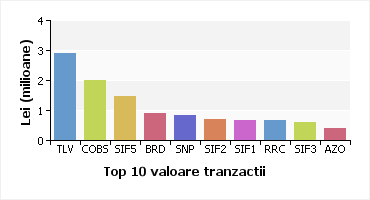 Lei (milioane)
4
3
2
1
0
TLV COBS SIF5 BRD SNP SIF2 SIF1 RRC SIF3 AZO
Top 10 valoare tranzactii